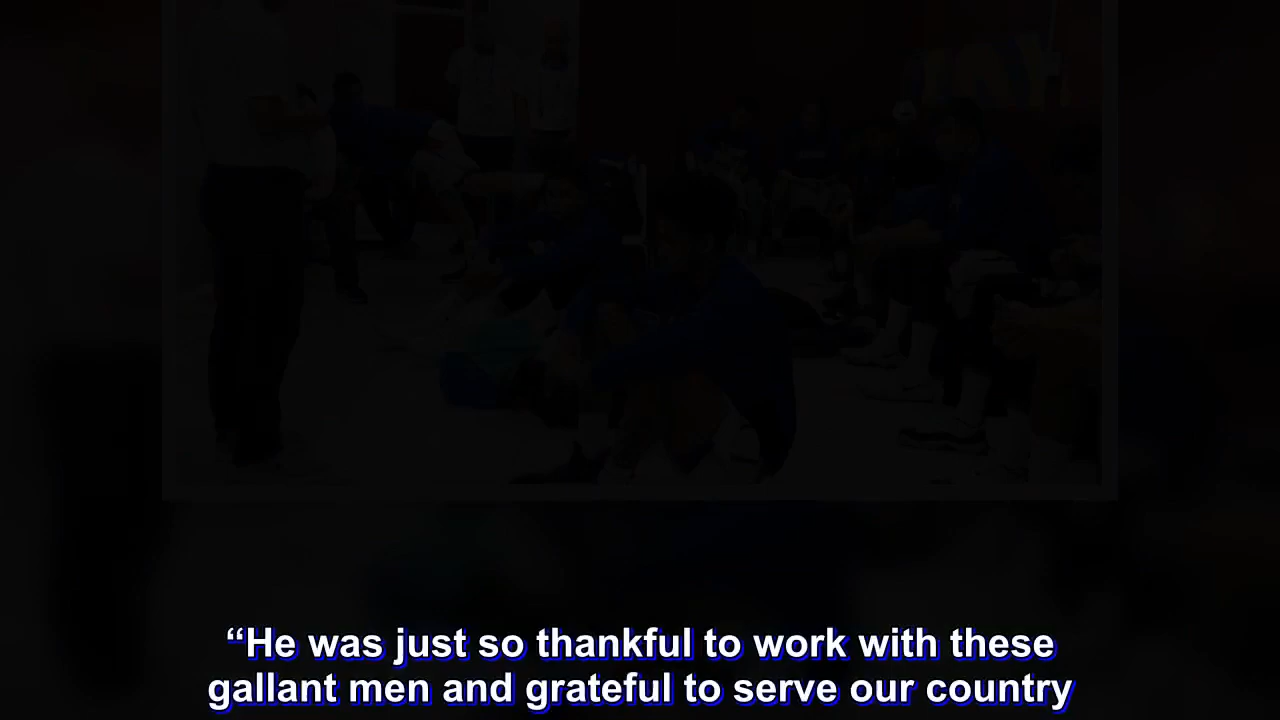 “He was just so thankful to work with these
gallant men and grateful to serve our country